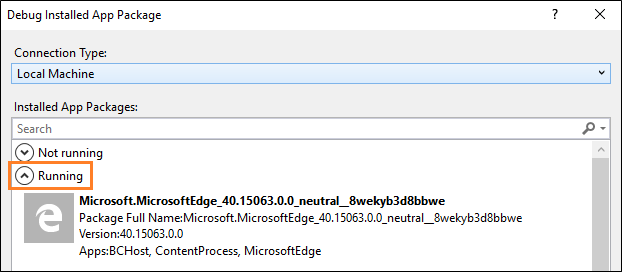 Debug Installed App Package
Connection Type:
Local Machine
Installed App Packages:
Search
Not running
Running
Microsoft.MicrosoftEdge_40.15063.0.0_neutral__8wekyb3d8bbwe
Package Full Name:Microsoft.MicrosoftEdge_40.15063.0.0_neutral__8wekyb3d8bbwe
Version:40.15063.0.0
Apps:BCHost, ContentProcess, MicrosoftEdge